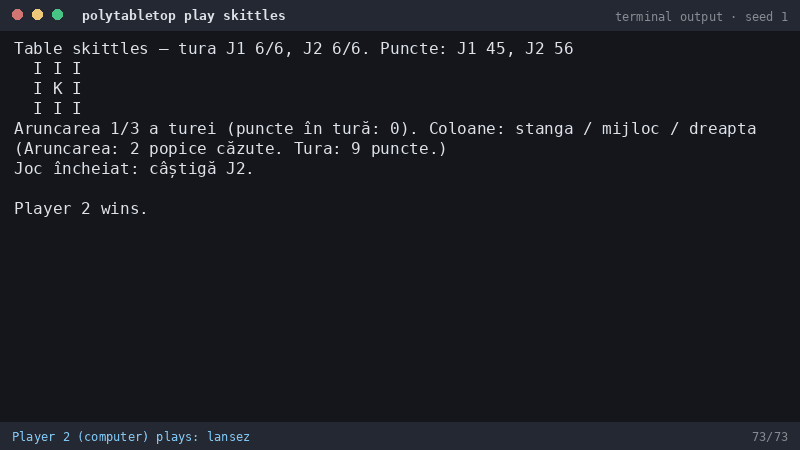 polytabletop play skittles
terminal output · seed 1
Table skittles — tura J1 6/6, J2 6/6. Puncte: J1 45, J2 56
I I I
I K I
I I I
Aruncarea 1/3 a turei (puncte în tură: 0). Coloane: stanga / mijloc / dreapta
(Aruncarea: 2 popice căzute. Tura: 9 puncte.)
Joc încheiat: câștigă J2.
Player 2 wins.
Player 2 (computer) plays: lansez
73/73